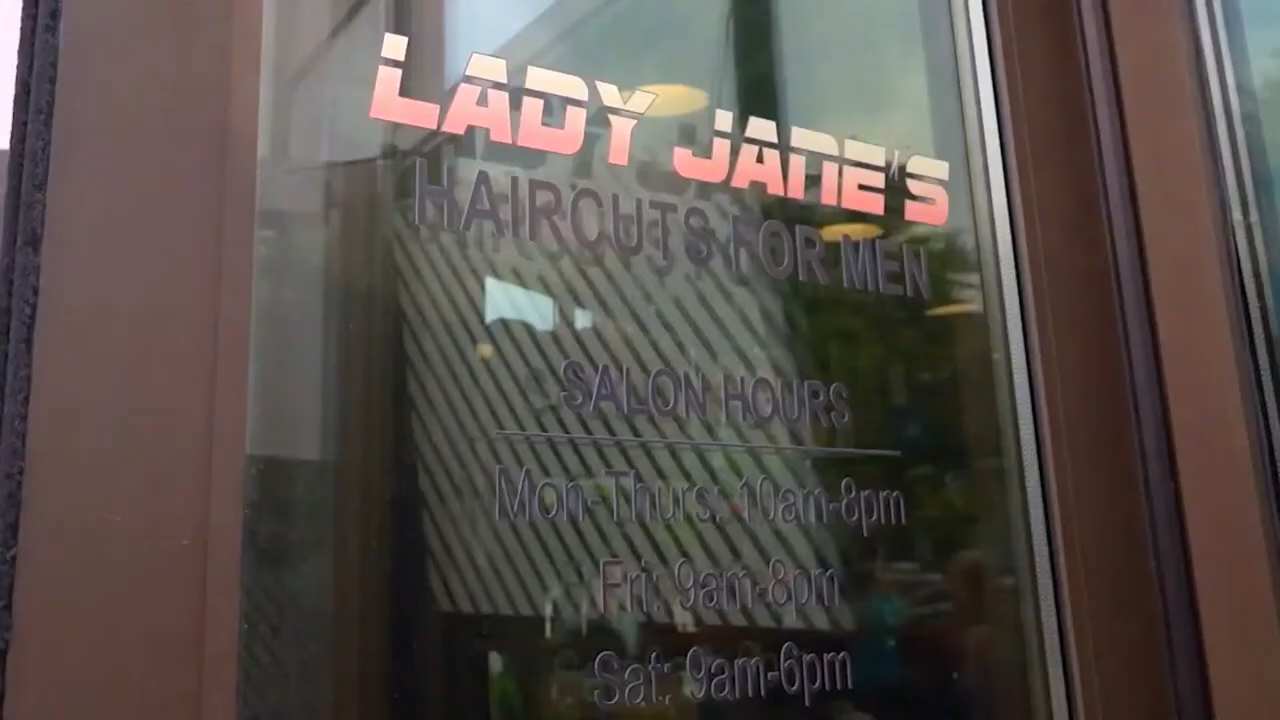 LADY JANE'S
HAIRCUTS FOR MEN
SALON HOURS
Mon-Thurs: 10am-8pm
Fri: 9am-8pm
Sat: 9am-6pm